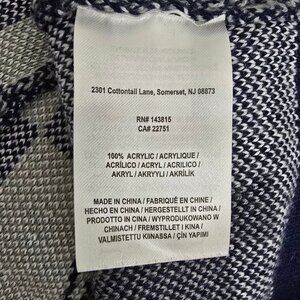 2301 Cottontail Lane, Somerset, NJ 08873
RN# 143815
CA# 22751
100% ACRYLIC / ACRYLIQUE /
ACRÍLICO / ACRYL / ACRILICO /
ACRYL / AKRYL / AKRYYLI / AKRİLİK
MADE IN CHINA / FABRIQUÉ EN CHINE /
HECHO EN CHINA / HERGESTELLT IN CHINA /
PRODOTTO IN CINA / WYPRODUKOWANO W
CHINACH / FREMSTILLET I KINA /
VALMISTETTU KIINASSA / ÇİN YAPIMI